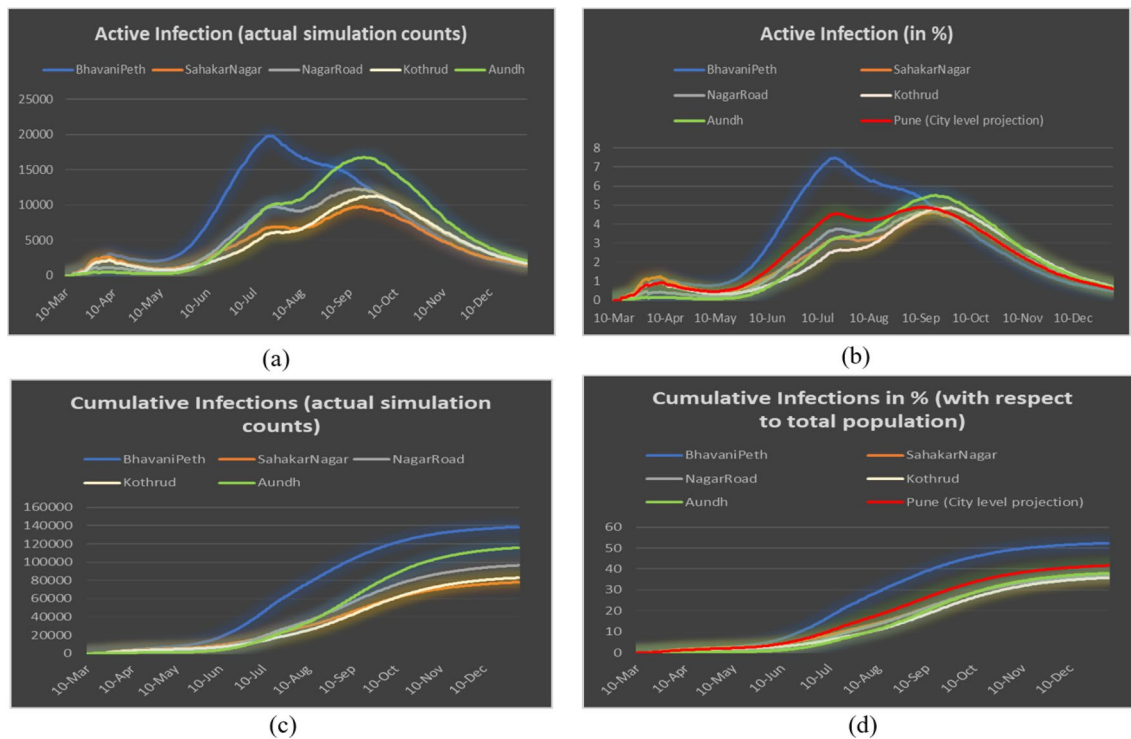 Active Infection (actual simulation counts)
BhavaniPeth SahakarNagar NagarRoad Kothrud Aundh
25000
20000
15000
10000
5000
0
10-Mar 10-Apr 10-May 10-Jun 10-Jul 10-Aug 10-Sep 10-Oct 10-Nov 10-Dec
(a)
Active Infection (in %)
BhavaniPeth SahakarNagar
NagarRoad Kothrud
Aundh Pune (City level projection)
8
7
6
5
4
3
2
1
0
10-Mar 10-Apr 10-May 10-Jun 10-Jul 10-Aug 10-Sep 10-Oct 10-Nov 10-Dec
(b)
Cumulative Infections (actual simulation
counts)
BhavaniPeth SahakarNagar NagarRoad
Kothrud Aundh
160000
140000
120000
100000
80000
60000
40000
20000
0
10-Mar 10-Apr 10-May 10-Jun 10-Jul 10-Aug 10-Sep 10-Oct 10-Nov 10-Dec
(c)
Cumulative Infections in % (with respect
to total population)
BhavaniPeth SahakarNagar
NagarRoad Kothrud
Aundh Pune (City level projection)
60
50
40
30
20
10
0
10-Mar 10-Apr 10-May 10-Jun 10-Jul 10-Aug 10-Sep 10-Oct 10-Nov 10-Dec
(d)